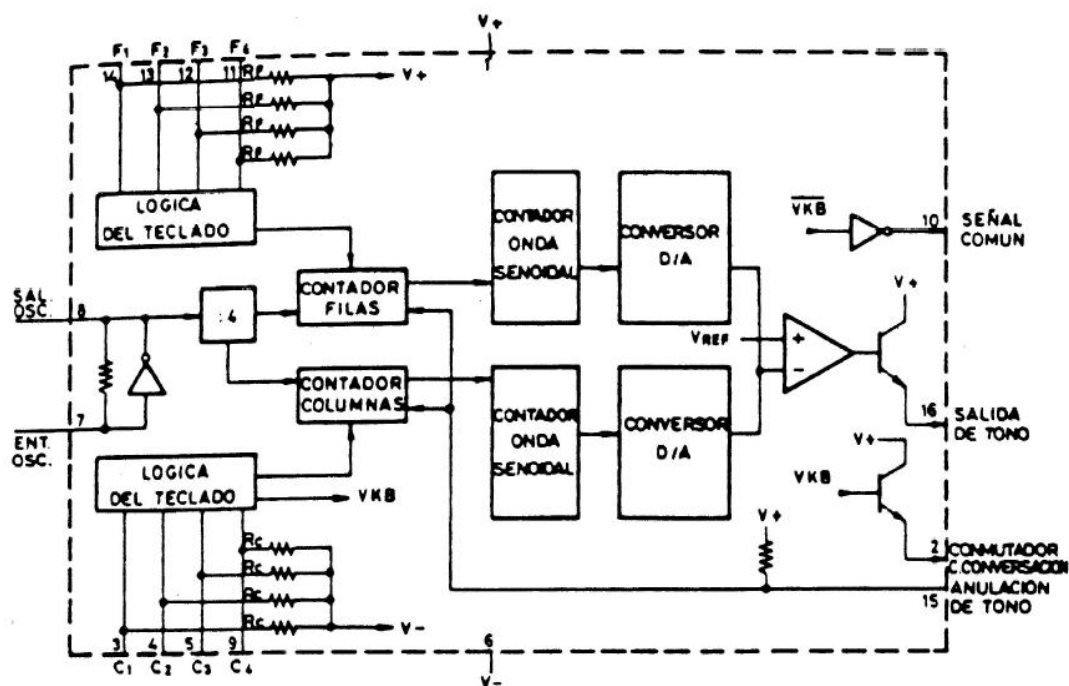 V+
F1 F2 F3 F4
14 13 12 11
Rf
V+
Rf
Rf
Rf
LOGICA
DEL TECLADO
SAL.
OSC.
8
:4
CONTADOR
FILAS
CONTADOR
ONDA
SENOIDAL
CONVERSOR
D/A
VKB
10
SEÑAL
COMUN
V+
VREF
+
-
16
SALIDA
DE TONO
7
ENT.
OSC.
CONTADOR
COLUMNAS
CONTADOR
ONDA
SENOIDAL
CONVERSOR
D/A
LOGICA
DEL TECLADO
VKB
V+
VKB
V+
2
CONMUTADOR
C.CONVERSACION
ANULACION
DE TONO
15
Rc
Rc
Rc
Rc
V-
3 4 5 9
C1 C2 C3 C4
6
V-